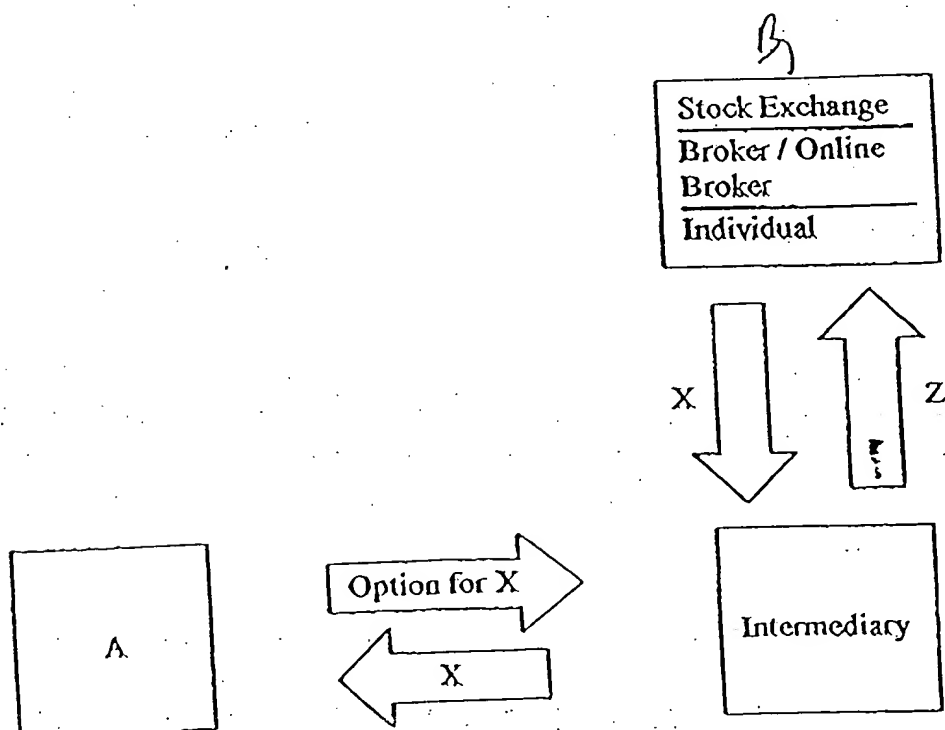 Stock Exchange
Broker / Online
Broker
Individual
X
Z
Option for X
A
X
Intermediary